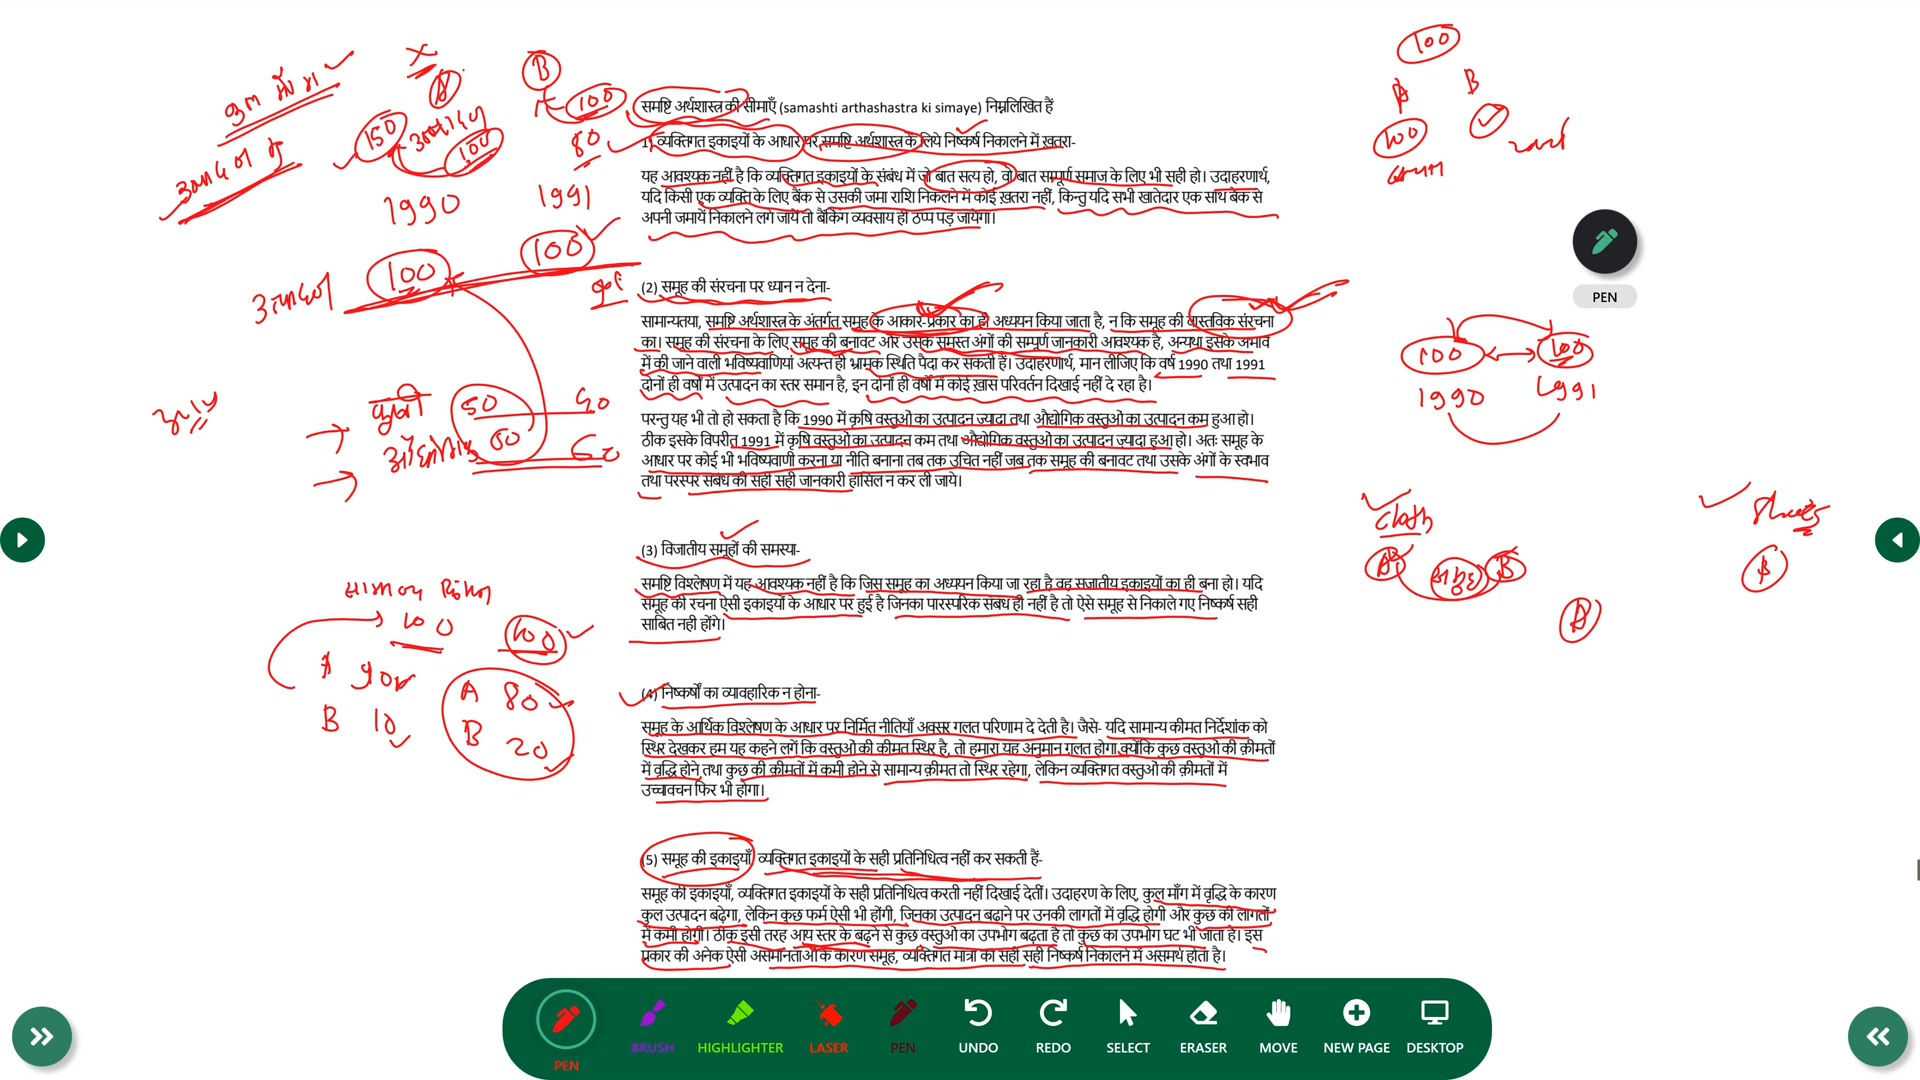 समष्टि अर्थशास्त्र की सीमाएँ (samashti arthashastra ki simaye) निम्नलिखित हैं
1) व्यक्तिगत इकाइयों के आधार पर समष्टि अर्थशास्त्र के लिये निष्कर्ष निकालने में ख़तरा-
यह आवश्यक नहीं है कि व्यक्तिगत इकाइयों के संबंध में जो बात सत्य हो, वो बात सम्पूर्ण समाज के लिए भी सही हो। उदाहरणार्थ,
यदि किसी एक व्यक्ति के लिए बैंक से उसकी जमा राशि निकलने में कोई ख़तरा नहीं, किन्तु यदि सभी खातेदार एक साथ बैंक से
अपनी जमायें निकालने लगे जायें तो बैंकिंग व्यवसाय ही ठप्प पड़ जायेगा।
(2) समूह की संरचना पर ध्यान न देना-
सामान्यतया, समष्टि अर्थशास्त्र के अंतर्गत समूह के आकार-प्रकार का ही अध्ययन किया जाता है, न कि समूह की वास्तविक संरचना
का। समूह की संरचना के लिए समूह की बनावट और उसके समस्त अंगों की सम्पूर्ण जानकारी आवश्यक है, अन्यथा इसके अभाव
में की जाने वाली भविष्यवाणियां अत्यन्त ही भ्रामक स्थिति पैदा कर सकती हैं। उदाहरणार्थ, मान लीजिए कि वर्ष 1990 तथा 1991
दोनों ही वर्षों में उत्पादन का स्तर समान है, इन दोनों ही वर्षों में कोई ख़ास परिवर्तन दिखाई नहीं दे रहा है।
परन्तु यह भी तो हो सकता है कि 1990 में कृषि वस्तुओं का उत्पादन ज्यादा तथा औद्योगिक वस्तुओं का उत्पादन कम हुआ हो।
ठीक इसके विपरीत 1991 में कृषि वस्तुओं का उत्पादन कम तथा औद्योगिक वस्तुओं का उत्पादन ज्यादा हुआ हो। अतः समूह के
आधार पर कोई भी भविष्यवाणी करना या नीति बनाना तब तक उचित नहीं जब तक समूह की बनावट तथा उसके अंगों के स्वभाव
तथा परस्पर संबंध की सही सही जानकारी हासिल न कर ली जाये।
(3) विजातीय समूहों की समस्या-
समष्टि विश्लेषण में यह आवश्यक नहीं है कि जिस समूह का अध्ययन किया जा रहा है वह सजातीय इकाइयों का ही बना हो। यदि
समूह की रचना ऐसी इकाइयों के आधार पर हुई है जिनका पारस्परिक संबंध ही नहीं है तो ऐसे समूह से निकाले गए निष्कर्ष सही
साबित नही होंगे।
(4) निष्कर्षों का व्यावहारिक न होना-
समूह के आर्थिक विश्लेषण के आधार पर निर्मित नीतियाँ अक्सर गलत परिणाम दे देती है। जैसे- यदि सामान्य कीमत निर्देशांक को
स्थिर देखकर हम यह कहने लगें कि वस्तुओं की कीमत स्थिर है, तो हमारा यह अनुमान ग़लत होगा क्योंकि कुछ वस्तुओं की क़ीमतों
में वृद्धि होने तथा कुछ की कीमतों में कमी होने से सामान्य क़ीमत तो स्थिर रहेगा, लेकिन व्यक्तिगत वस्तुओं की क़ीमतों में
उच्चावचन फिर भी होगा।
(5) समूह की इकाइयाँ, व्यक्तिगत इकाइयों के सही प्रतिनिधित्व नहीं कर सकती हैं-
समूह की इकाइयाँ, व्यक्तिगत इकाइयों के सही प्रतिनिधित्व करती नहीं दिखाई देतीं। उदाहरण के लिए, कुल माँग में वृद्धि के कारण
कुल उत्पादन बढ़ेगा, लेकिन कुछ फर्म ऐसी भी होंगी, जिनका उत्पादन बढाने पर उनकी लागतों में वृद्धि होगी और कुछ की लागतों
में कमी होगी। ठीक इसी तरह आय स्तर के बढ़ने से कुछ वस्तुओं का उपभोग बढ़ता है तो कुछ का उपभोग घट भी जाता है। इस
प्रकार की अनेक ऐसी असमानताओं के कारण समूह, व्यक्तिगत मात्रा का सही सही निष्कर्ष निकालने में असमर्थ होता है।
B
150 100 100
80
1990 1991
100 100
50 40
50 60
100 100
A 90
B 10
A 80
B 20
100
A B
100
100 100
1990 1991
Cloth
A B
B
A
PEN
PEN
BRUSH
HIGHLIGHTER
LASER
PEN
UNDO
REDO
SELECT
ERASER
MOVE
NEW PAGE
DESKTOP